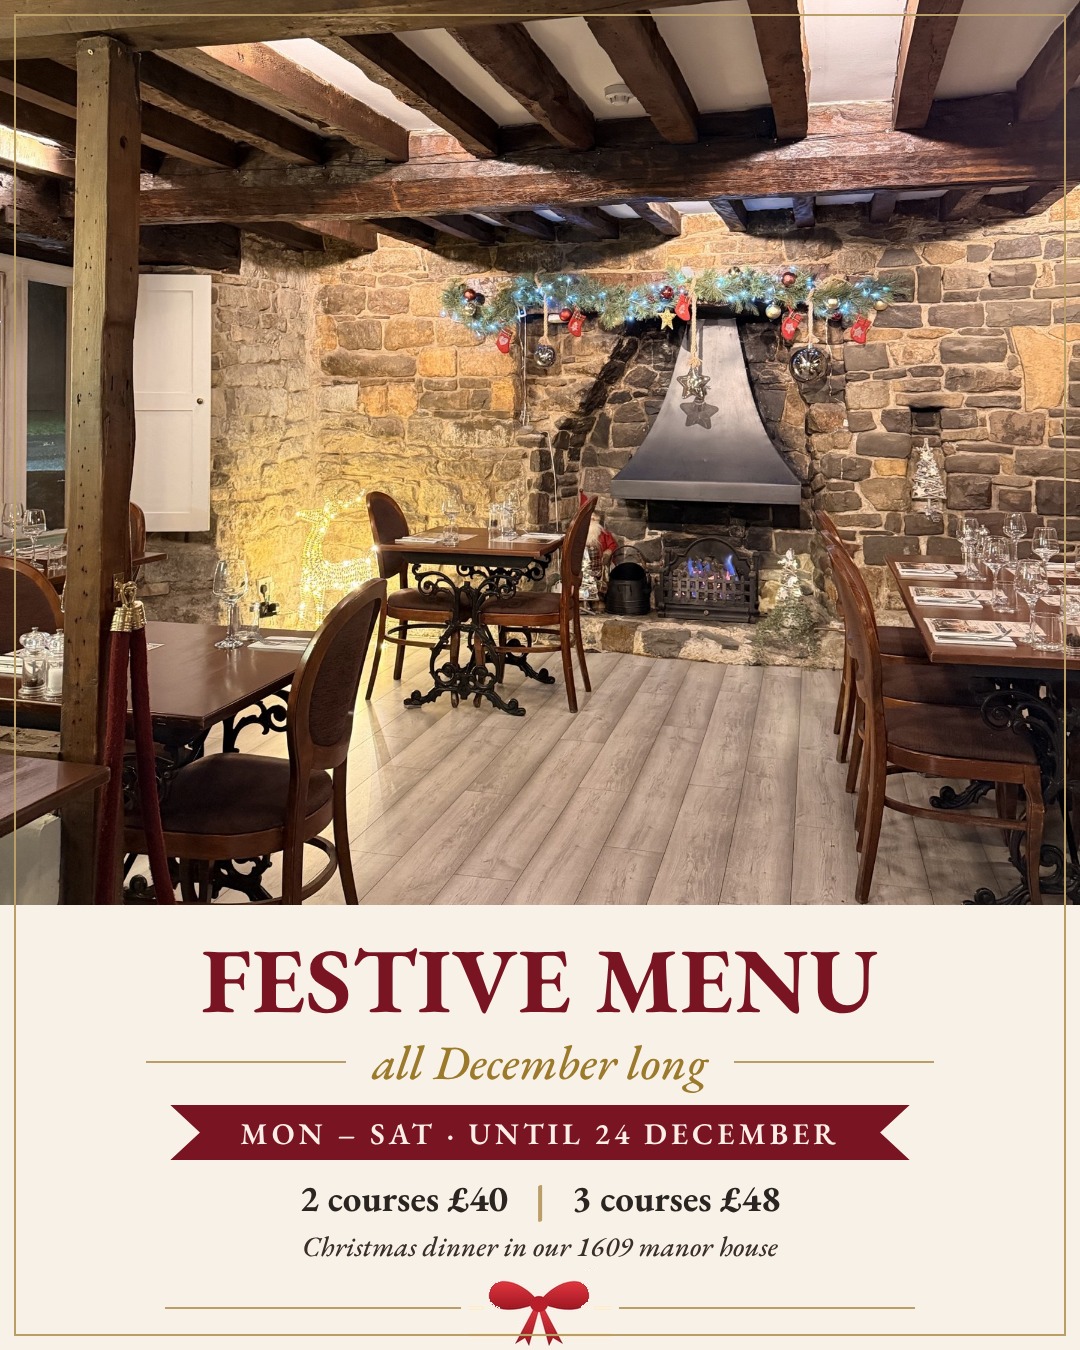 FESTIVE MENU
all December long
MON – SAT · UNTIL 24 DECEMBER
2 courses £40 | 3 courses £48
Christmas dinner in our 1609 manor house